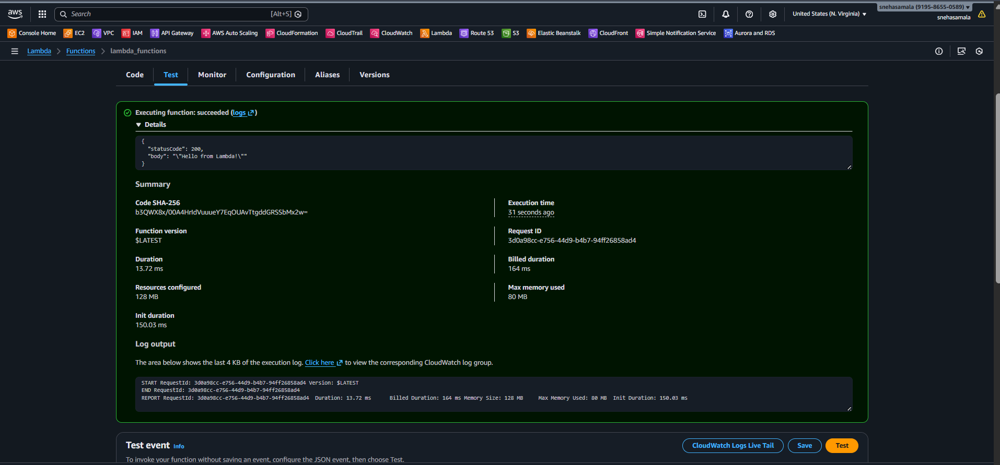 aws
Search [Alt+S]
United States (N. Virginia)
snehasamala (9195-8655-0589)
snehasamala
Console Home EC2 VPC IAM API Gateway AWS Auto Scaling CloudFormation CloudTrail CloudWatch Lambda Route 53 S3 Elastic Beanstalk CloudFront Simple Notification Service Aurora and RDS
Lambda Functions lambda_functions
Code Test Monitor Configuration Aliases Versions
Executing function: succeeded (logs)
Details
{
"statusCode": 200,
"body": "\"Hello from Lambda!\""
}
Summary
Code SHA-256
b3QWX8x/00A4HrIdVuuueY7EqOUAvTtgddGRSSbMx2w=
Execution time
31 seconds ago
Function version
$LATEST
Request ID
3d0a98cc-e756-44d9-b4b7-94ff26858ad4
Duration
13.72 ms
Billed duration
164 ms
Resources configured
128 MB
Max memory used
80 MB
Init duration
150.03 ms
Log output
The area below shows the last 4 KB of the execution log. Click here to view the corresponding CloudWatch log group.
START RequestId: 3d0a98cc-e756-44d9-b4b7-94ff26858ad4 Version: $LATEST
END RequestId: 3d0a98cc-e756-44d9-b4b7-94ff26858ad4
REPORT RequestId: 3d0a98cc-e756-44d9-b4b7-94ff26858ad4 Duration: 13.72 ms Billed Duration: 164 ms Memory Size: 128 MB Max Memory Used: 80 MB Init Duration: 150.03 ms
Test event Info
CloudWatch Logs Live Tail Save Test
To invoke your function without saving an event, configure the JSON event, then choose Test.